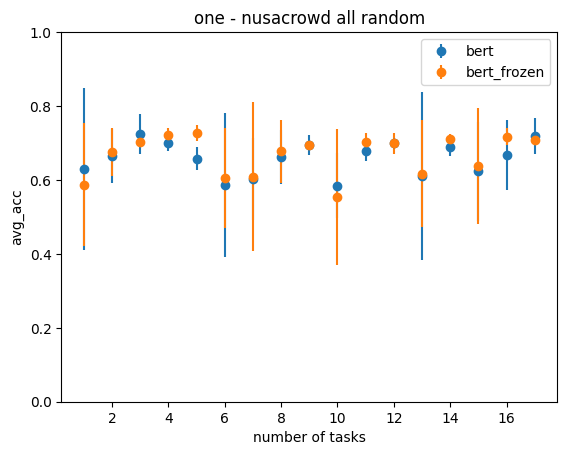 one - nusacrowd all random
bert
bert_frozen
1.0
0.8
0.6
0.4
0.2
0.0
avg_acc
2 4 6 8 10 12 14 16
number of tasks